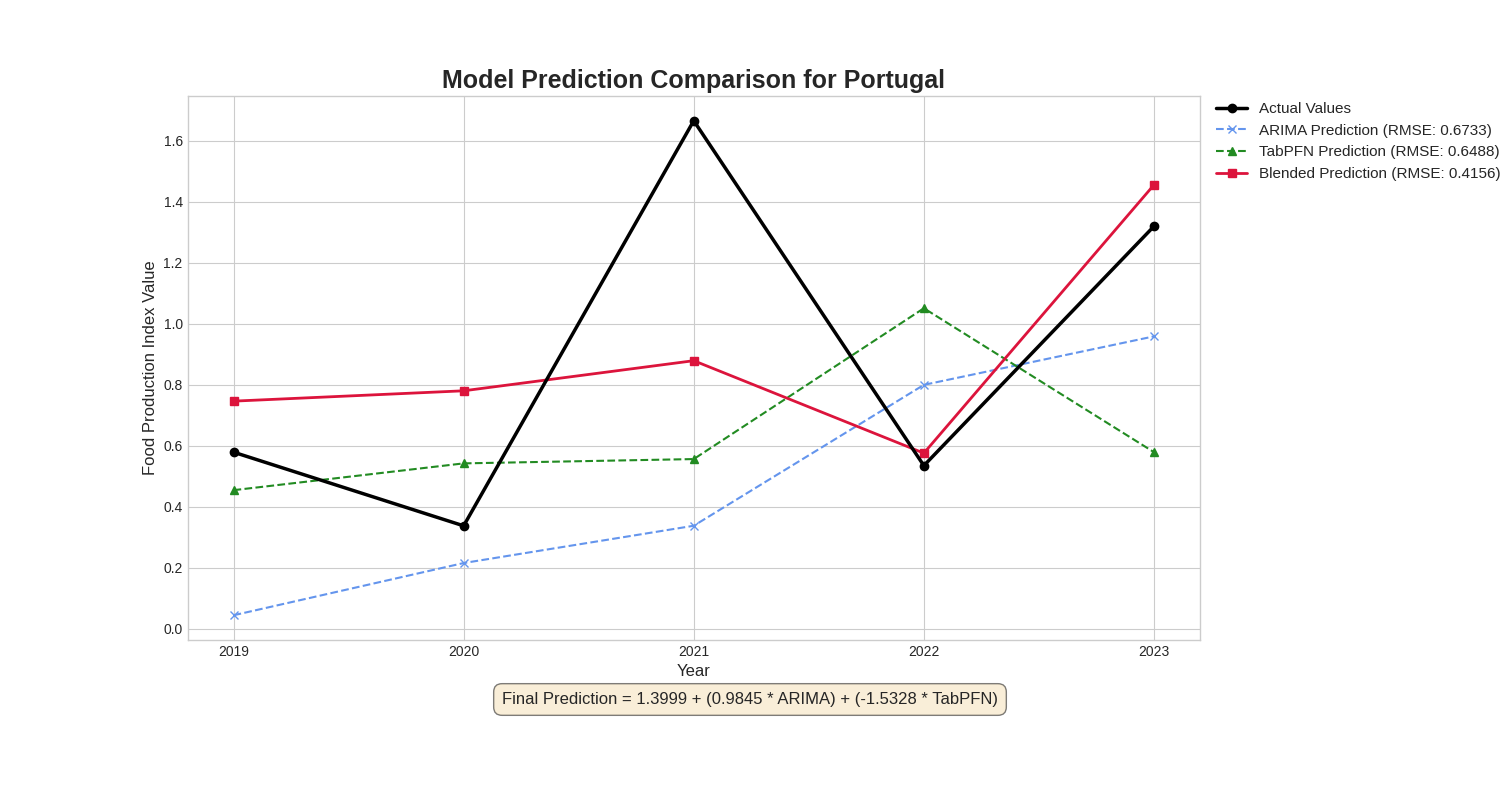 Model Prediction Comparison for Portugal
Actual Values
ARIMA Prediction (RMSE: 0.6733)
TabPFN Prediction (RMSE: 0.6488)
Blended Prediction (RMSE: 0.4156)
Food Production Index Value
1.6
1.4
1.2
1.0
0.8
0.6
0.4
0.2
0.0
2019
2020
2021
2022
2023
Year
Final Prediction = 1.3999 + (0.9845 * ARIMA) + (-1.5328 * TabPFN)